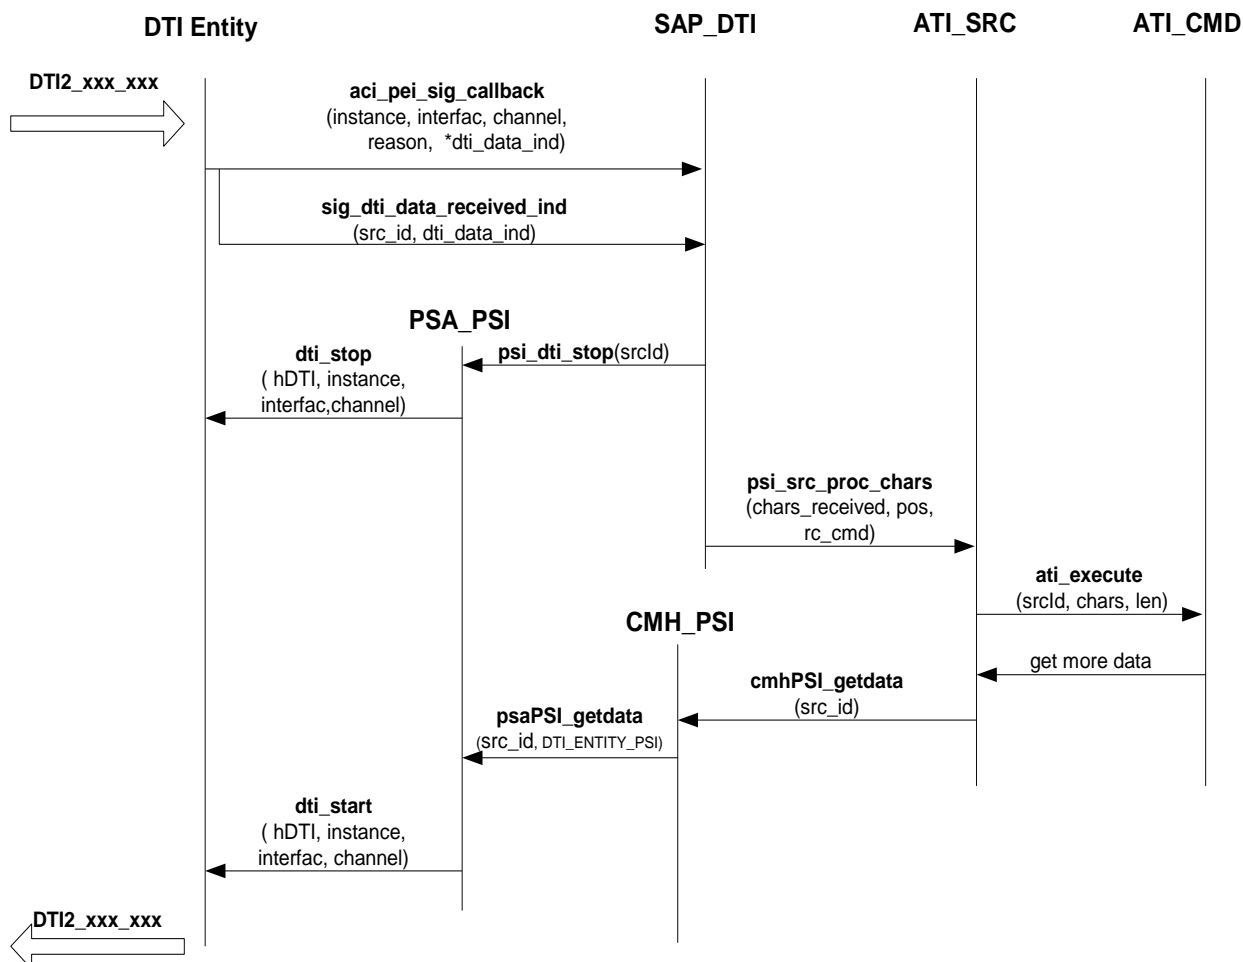 DTI Entity
SAP_DTI
ATI_SRC
ATI_CMD
DTI2_xxx_xxx
aci_pei_sig_callback
(instance, interfac, channel,
reason, *dti_data_ind)
sig_dti_data_received_ind
(src_id, dti_data_ind)
PSA_PSI
dti_stop
( hDTI, instance,
interfac,channel)
psi_dti_stop(srcId)
psi_src_proc_chars
(chars_received, pos,
rc_cmd)
ati_execute
(srcId, chars, len)
CMH_PSI
get more data
cmhPSI_getdata
(src_id)
psaPSI_getdata
(src_id, DTI_ENTITY_PSI)
dti_start
( hDTI, instance,
interfac, channel)
DTI2_xxx_xxx